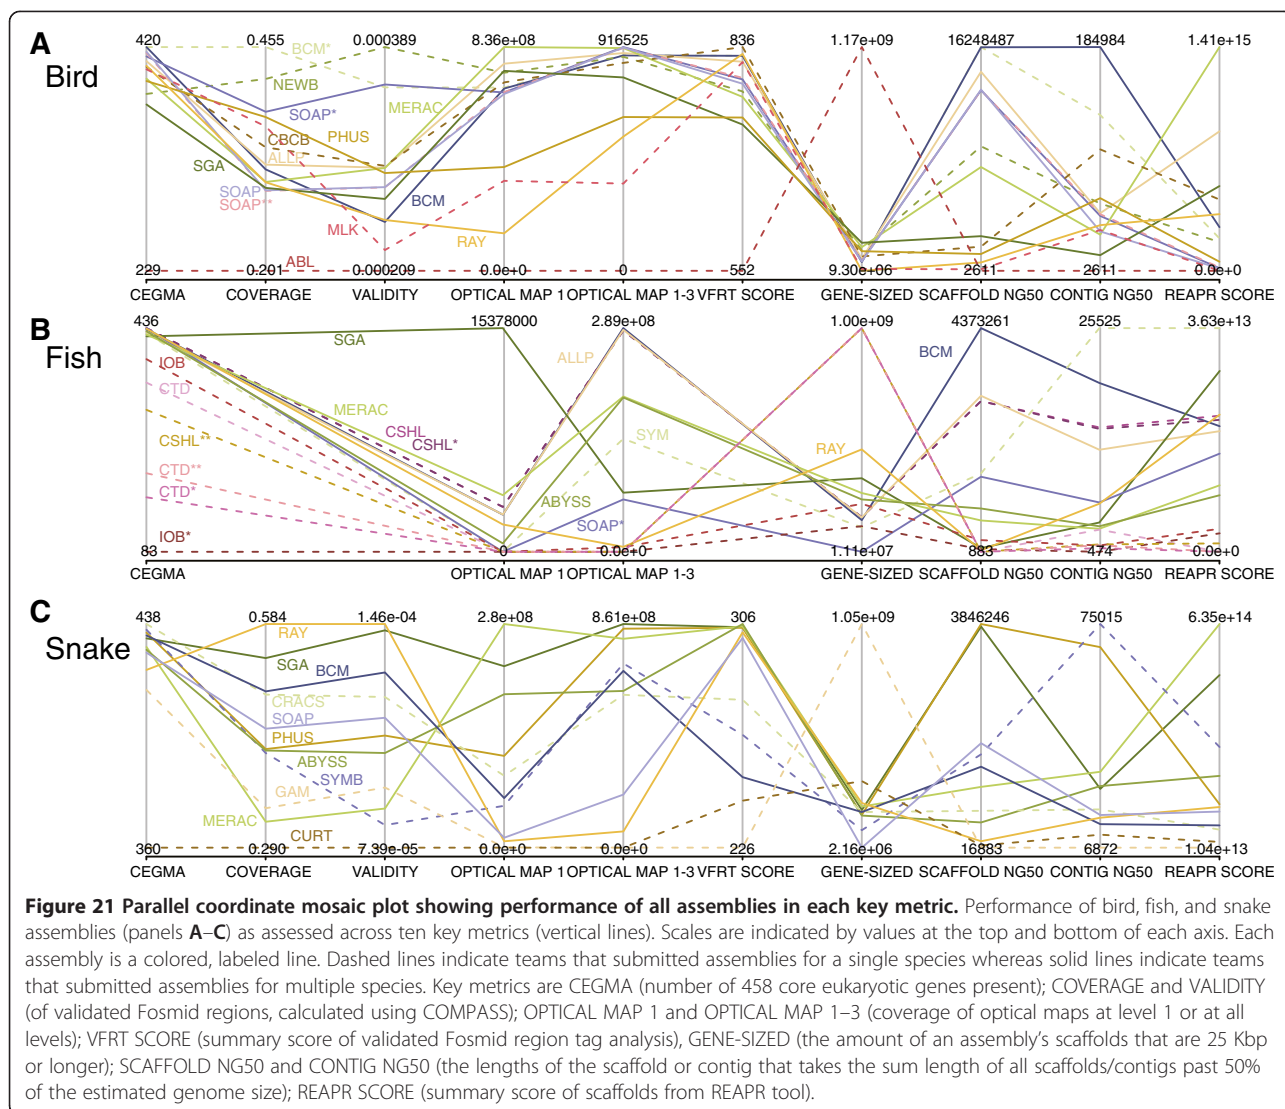 A
Bird
420 0.455 0.000389 8.36e+08 916525 836 1.17e+09 16248487 184984 1.41e+15
BCM*
NEWB
SOAP*
MERAC
PHUS
CBCB
ALLP
SGA
SOAP
SOAP**
BCM
MLK
RAY
ABL
229 0.201 0.000209 0.0e+0 0 552 9.30e+06 2611 2611 0.0e+0
CEGMA COVERAGE VALIDITY OPTICAL MAP 1 OPTICAL MAP 1-3 VFRT SCORE GENE-SIZED SCAFFOLD NG50 CONTIG NG50 REAPR SCORE
B
Fish
436 15378000 2.89e+08 1.00e+09 4373261 25525 3.63e+13
SGA
ALLP
BCM
IOB
CTD
MERAC
CSHL
CSHL*
CSHL**
SYM
RAY
CTD**
CTD*
ABYSS
SOAP*
IOB*
83 0 0.0e+0 1.11e+07 883 474 0.0e+0
CEGMA OPTICAL MAP 1 OPTICAL MAP 1-3 GENE-SIZED SCAFFOLD NG50 CONTIG NG50 REAPR SCORE
C
Snake
438 0.584 1.46e-04 2.8e+08 8.61e+08 306 1.05e+09 3846246 75015 6.35e+14
RAY
SGA
BCM
CRACS
SOAP
PHUS
ABYSS
SYMB
GAM
MERAC
CURT
360 0.290 7.39e-05 0.0e+0 0.0e+0 226 2.16e+06 16883 6872 1.04e+13
CEGMA COVERAGE VALIDITY OPTICAL MAP 1 OPTICAL MAP 1-3 VFRT SCORE GENE-SIZED SCAFFOLD NG50 CONTIG NG50 REAPR SCORE
Figure 21 Parallel coordinate mosaic plot showing performance of all assemblies in each key metric. Performance of bird, fish, and snake
assemblies (panels A–C) as assessed across ten key metrics (vertical lines). Scales are indicated by values at the top and bottom of each axis. Each
assembly is a colored, labeled line. Dashed lines indicate teams that submitted assemblies for a single species whereas solid lines indicate teams
that submitted assemblies for multiple species. Key metrics are CEGMA (number of 458 core eukaryotic genes present); COVERAGE and VALIDITY
(of validated Fosmid regions, calculated using COMPASS); OPTICAL MAP 1 and OPTICAL MAP 1–3 (coverage of optical maps at level 1 or at all
levels); VFRT SCORE (summary score of validated Fosmid region tag analysis), GENE-SIZED (the amount of an assembly's scaffolds that are 25 Kbp
or longer); SCAFFOLD NG50 and CONTIG NG50 (the lengths of the scaffold or contig that takes the sum length of all scaffolds/contigs past 50%
of the estimated genome size); REAPR SCORE (summary score of scaffolds from REAPR tool).